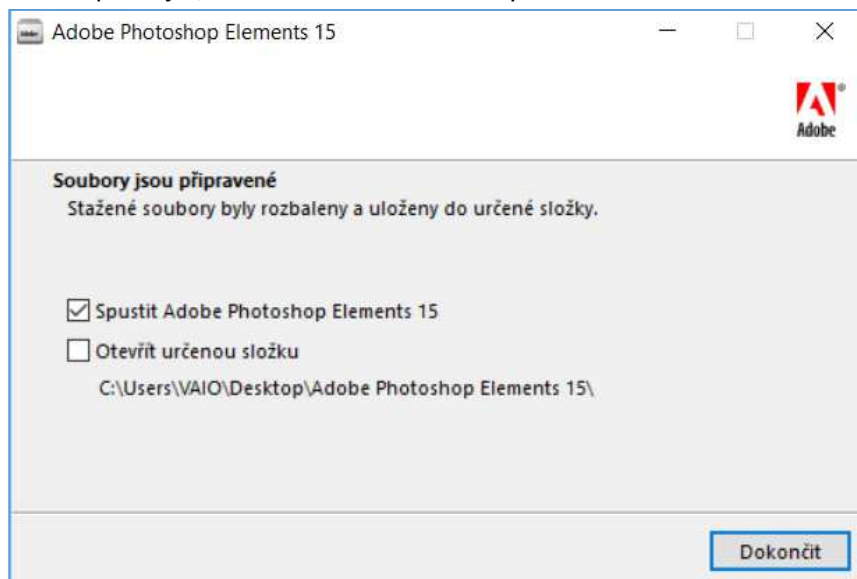 Adobe Photoshop Elements 15
Adobe
Soubory jsou připravené
Stažené soubory byly rozbaleny a uloženy do určené složky.
Spustit Adobe Photoshop Elements 15
Otevřít určenou složku
C:\Users\VAIO\Desktop\Adobe Photoshop Elements 15\
Dokončit